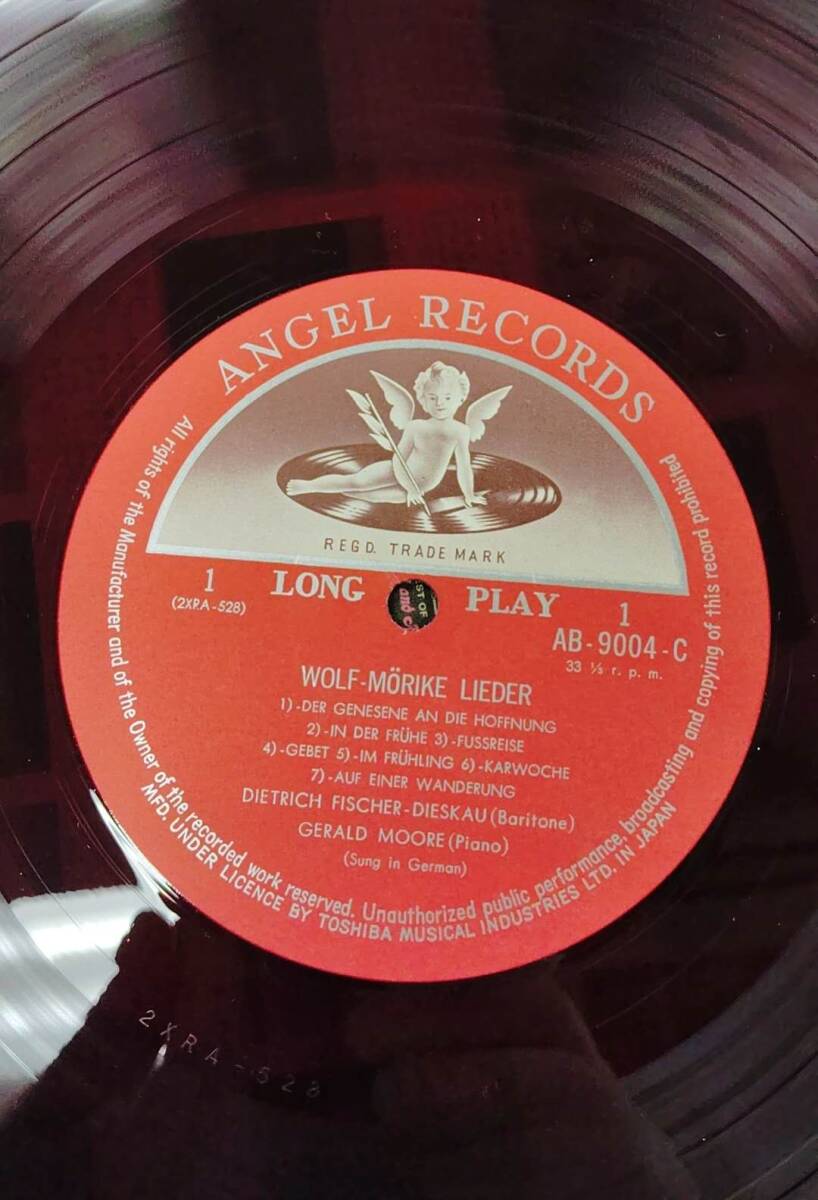 ANGEL RECORDS
REGD. TRADE MARK
1 LONG PLAY 1
(2XRA-528)
AB-9004-C
33 ⅓ r. p. m.
WOLF-MÖRIKE LIEDER
1)-DER GENESENE AN DIE HOFFNUNG
2)-IN DER FRÜHE 3)-FUSSREISE
4)-GEBET 5)-IM FRÜHLING 6)-KARWOCHE
7)-AUF EINER WANDERUNG
DIETRICH FISCHER-DIESKAU (Baritone)
GERALD MOORE (Piano)
(Sung in German)
All rights of the Manufacturer and of the Owner of the recorded work reserved. Unauthorized public performance, broadcasting and copying of this record prohibited
MFD. UNDER LICENCE BY TOSHIBA MUSICAL INDUSTRIES LTD. IN JAPAN
ST OF
and
2XRA-528